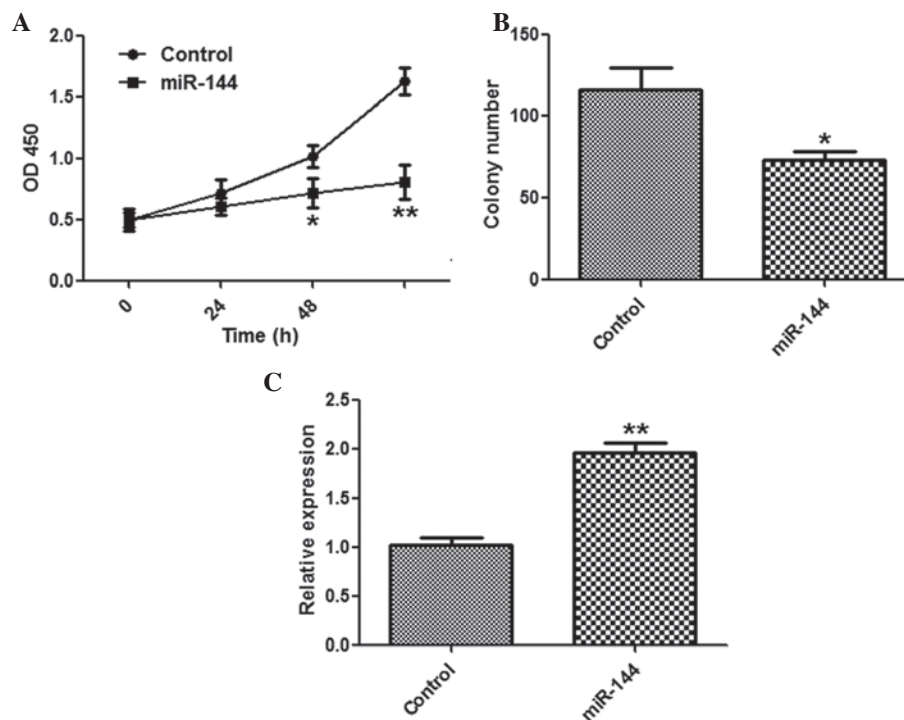 A
2.0
1.5
1.0
0.5
0.0
OD 450
Control
miR-144
*
**
0
24
48
Time (h)
B
150
100
50
0
Colony number
*
Control
miR-144
C
2.5
2.0
1.5
1.0
0.5
0.0
Relative expression
**
Control
miR-144